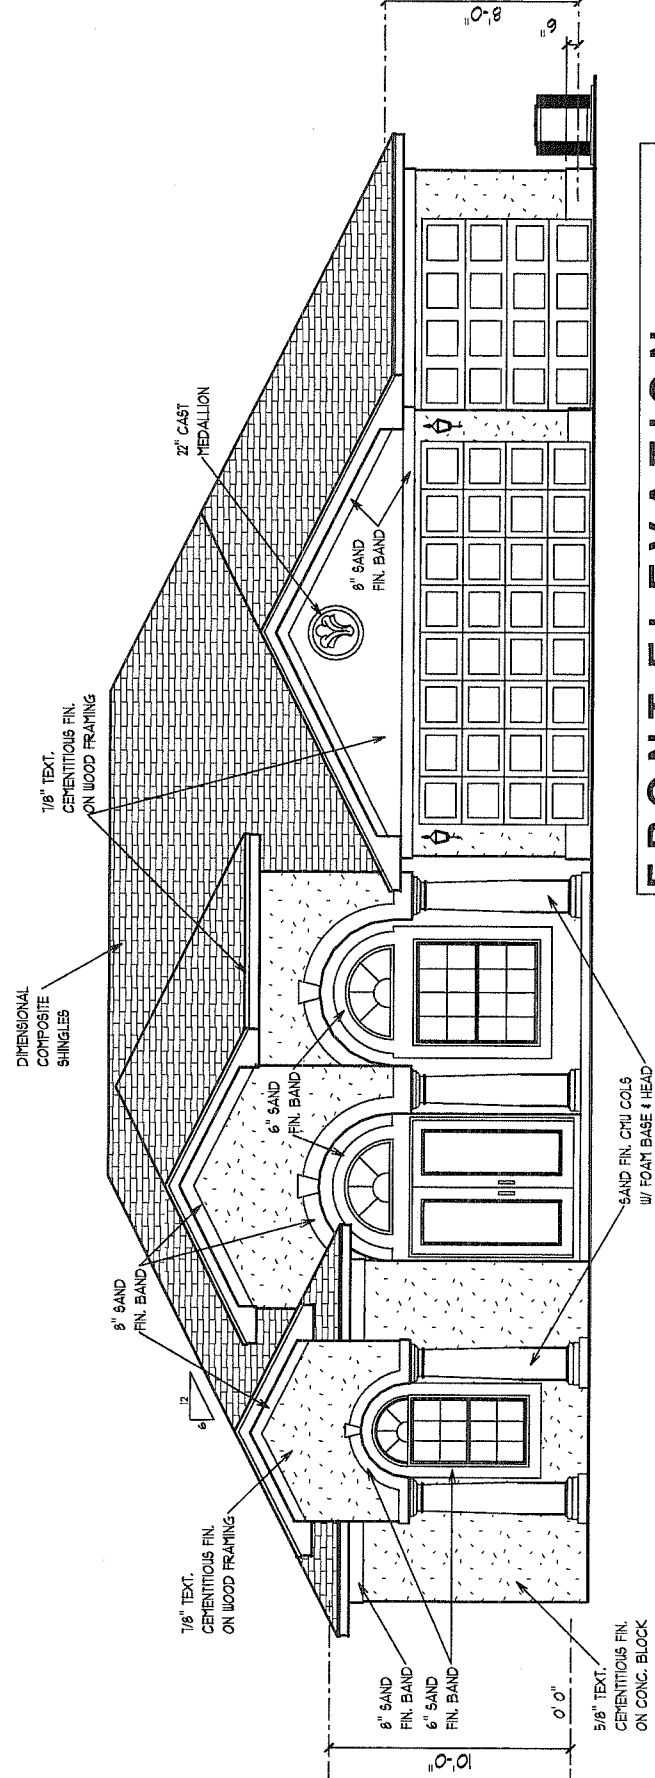 DIMENSIONAL
COMPOSITE
SHINGLES
7/8" TEXT.
CEMENTITIOUS FIN.
ON WOOD FRAMING
22" CAST
MEDALLION
8" SAND
FIN. BAND
12
6
7/8" TEXT.
CEMENTITIOUS FIN.
ON WOOD FRAMING
6" SAND
FIN. BAND
8" SAND
FIN. BAND
8'-0"
6"
10'-0"
8" SAND
FIN. BAND
6" SAND
FIN. BAND
0' 0"
5/8" TEXT.
CEMENTITIOUS FIN.
ON CONC. BLOCK
SAND FIN. CMU COLS
W/ FOAM BASE & HEAD
FRONT ELEVATION